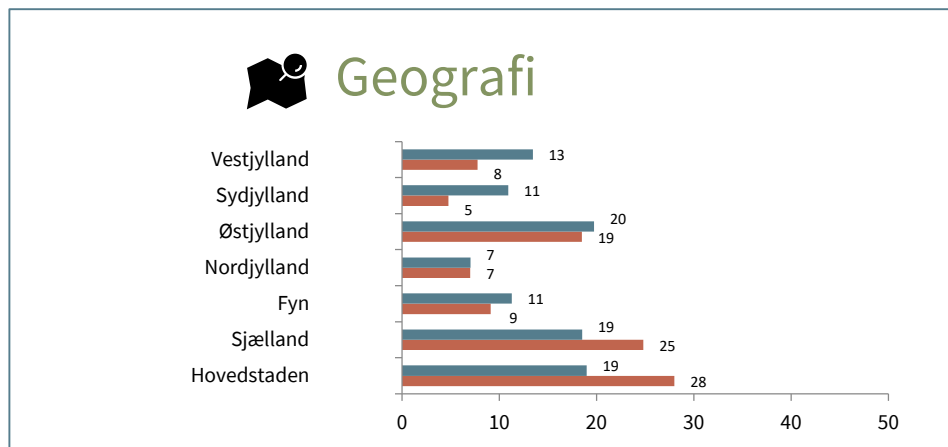 Geografi
Vestjylland 13
8
Sydjylland 11
5
Østjylland 20
19
Nordjylland 7
7
Fyn 11
9
Sjælland 19
25
Hovedstaden 19
28
0 10 20 30 40 50